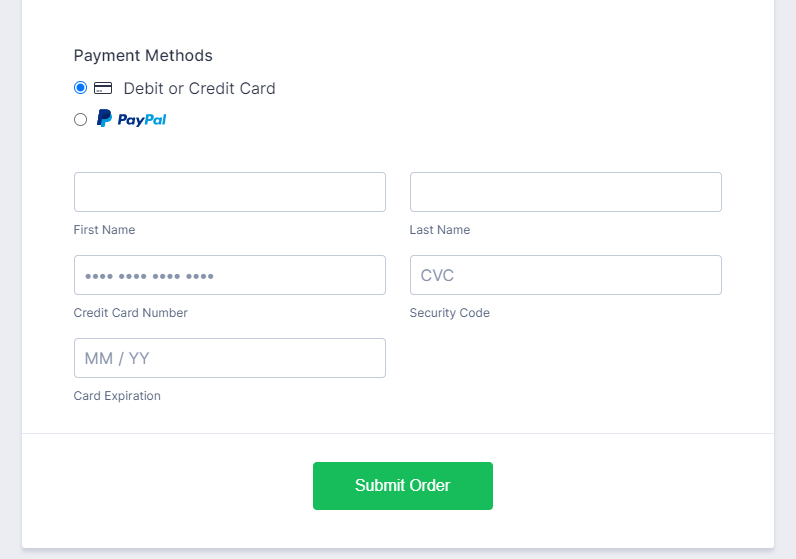 Payment Methods
Debit or Credit Card
PayPal
First Name
Last Name
•••• •••• •••• ••••
CVC
Credit Card Number
Security Code
MM / YY
Card Expiration
Submit Order